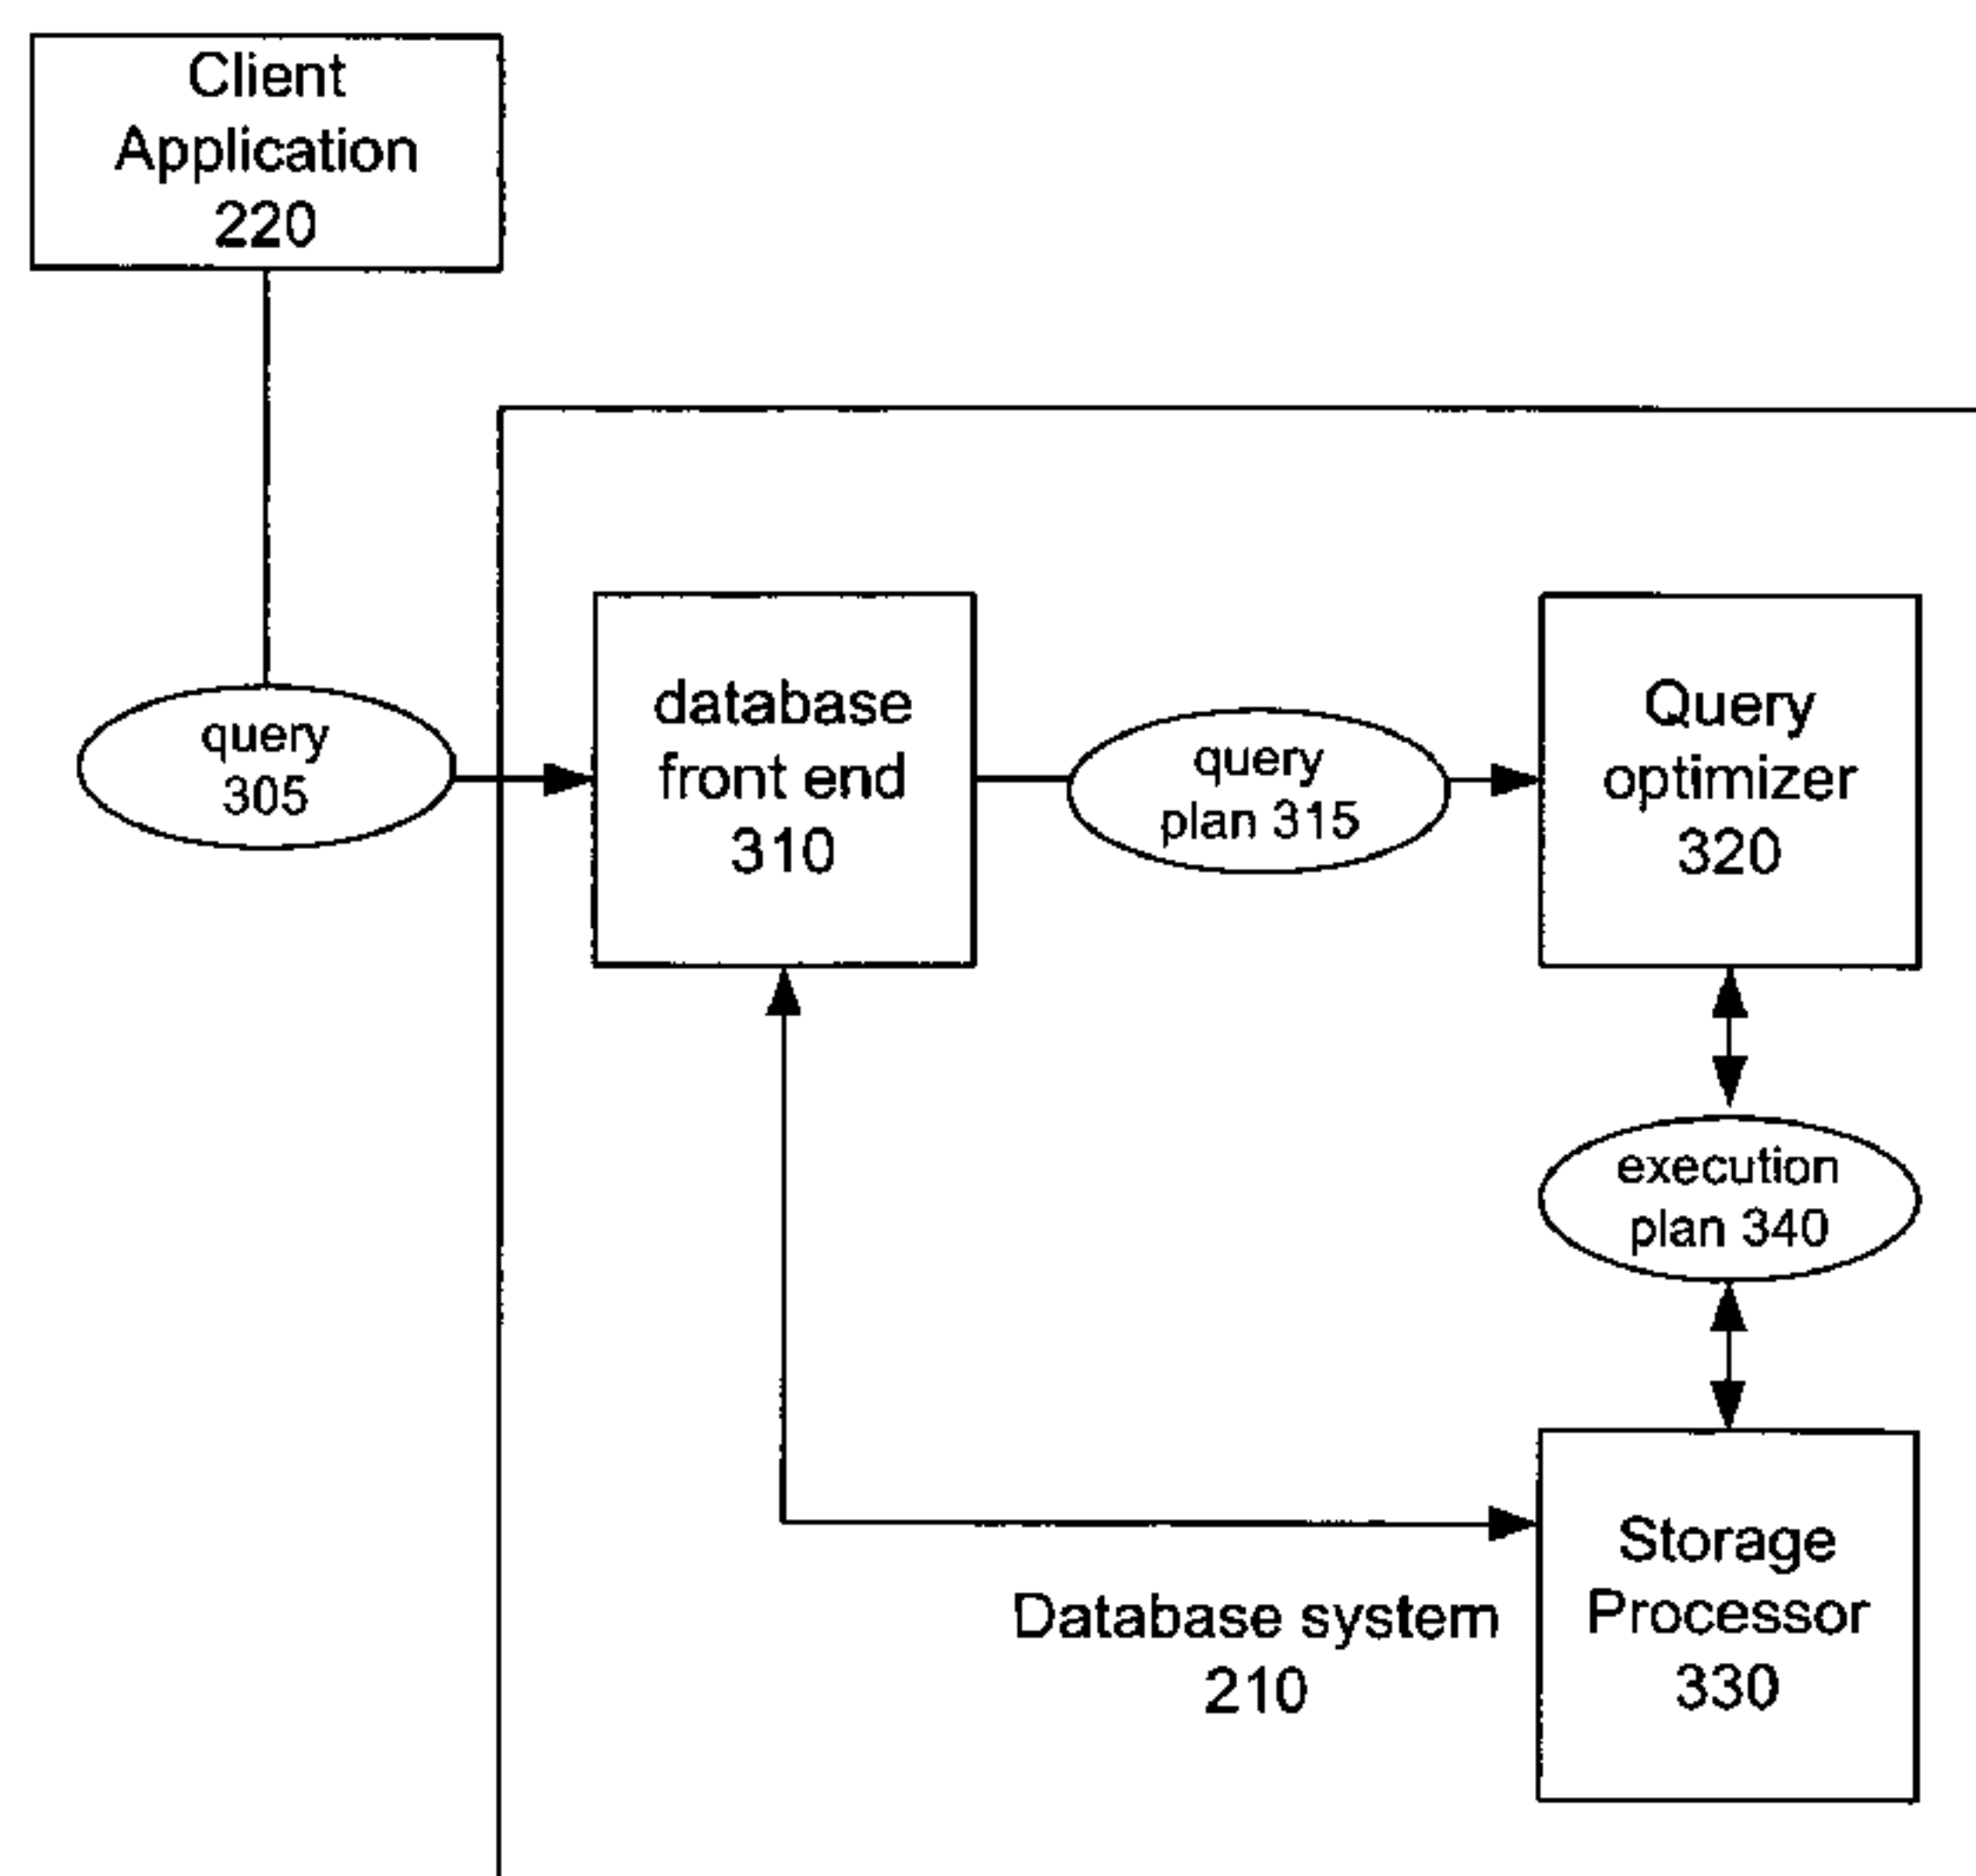 Client
Application
220
query
305
database
front end
310
query
plan 315
Query
optimizer
320
execution
plan 340
Storage
Processor
330
Database system
210